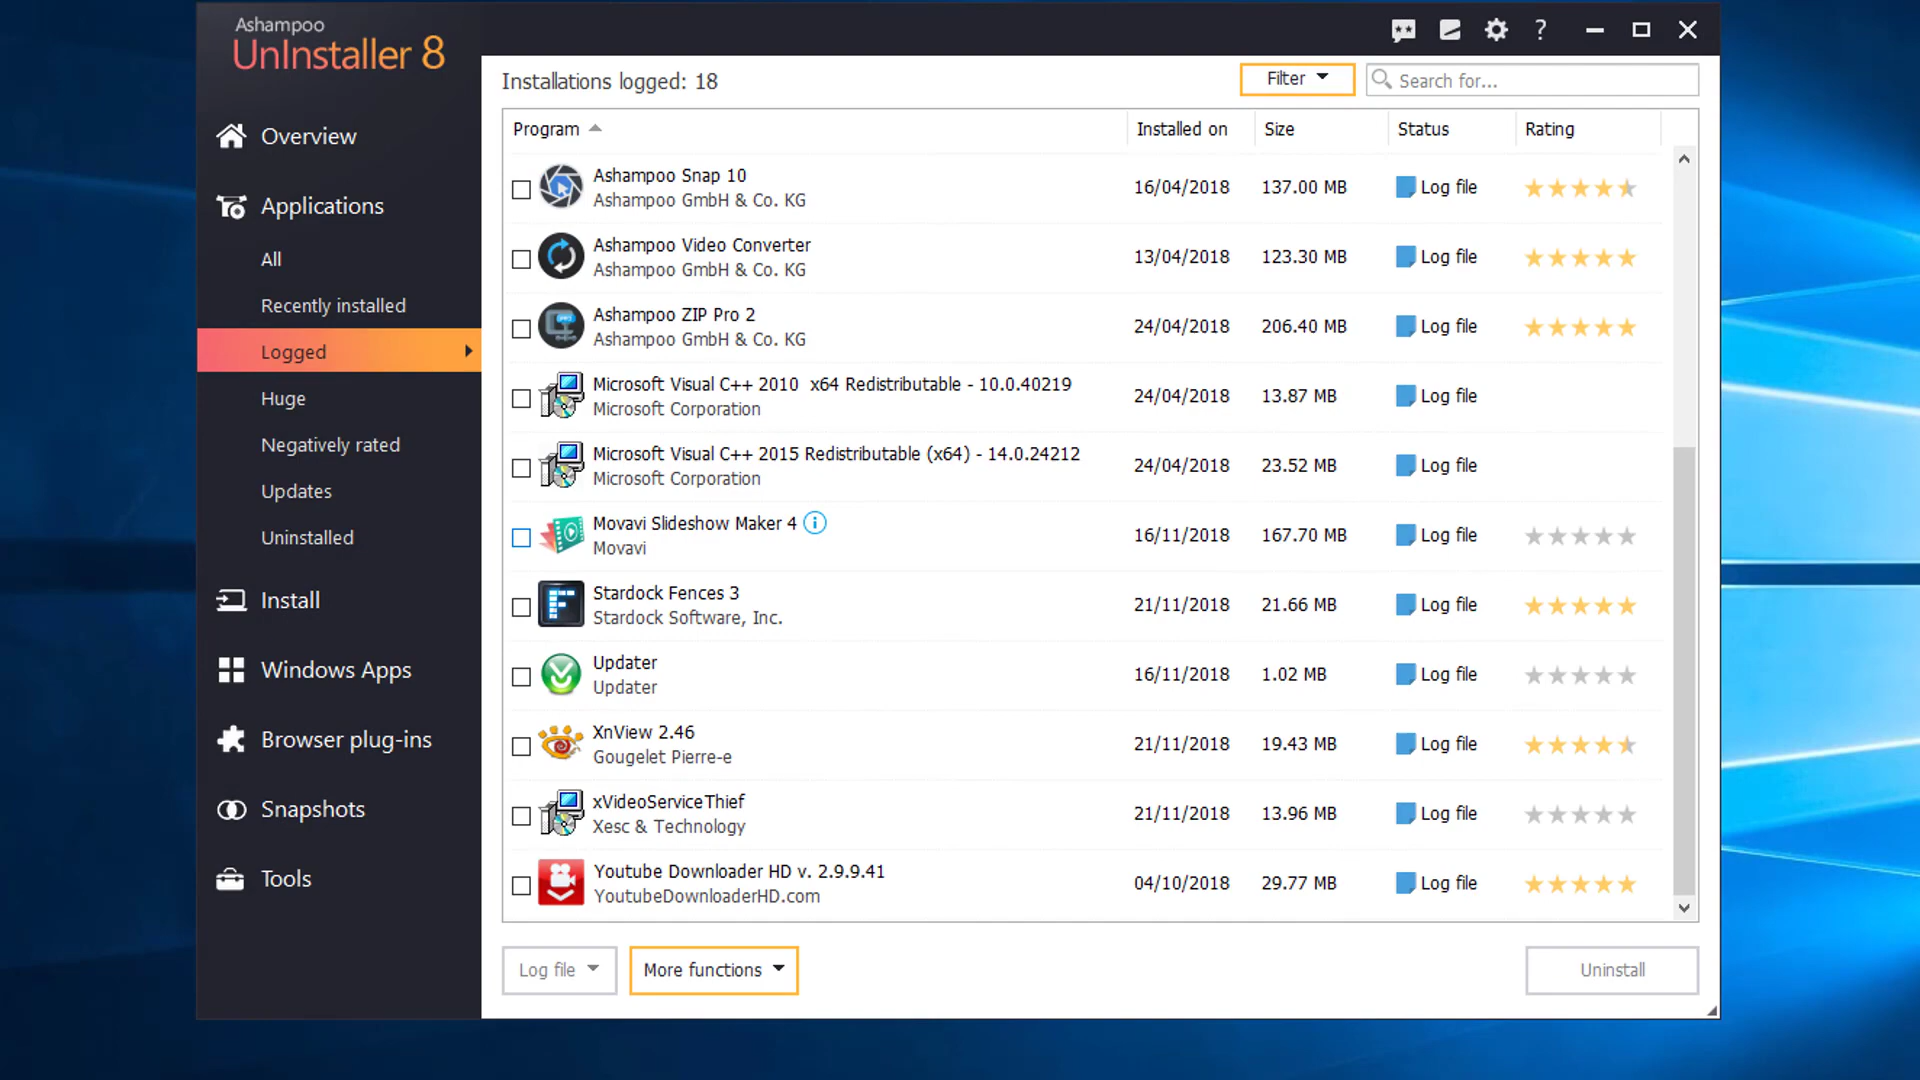 Ashampoo
UnInstaller 8
Overview
Applications
All
Recently installed
Logged
Huge
Negatively rated
Updates
Uninstalled
Install
Windows Apps
Browser plug-ins
Snapshots
Tools
?
Installations logged: 18
Filter
Search for...
Program Installed on Size Status Rating
Ashampoo Snap 10
Ashampoo GmbH & Co. KG
16/04/2018 137.00 MB Log file
Ashampoo Video Converter
Ashampoo GmbH & Co. KG
13/04/2018 123.30 MB Log file
Ashampoo ZIP Pro 2
Ashampoo GmbH & Co. KG
24/04/2018 206.40 MB Log file
Microsoft Visual C++ 2010  x64 Redistributable - 10.0.40219
Microsoft Corporation
24/04/2018 13.87 MB Log file
Microsoft Visual C++ 2015 Redistributable (x64) - 14.0.24212
Microsoft Corporation
24/04/2018 23.52 MB Log file
Movavi Slideshow Maker 4
Movavi
16/11/2018 167.70 MB Log file
Stardock Fences 3
Stardock Software, Inc.
21/11/2018 21.66 MB Log file
Updater
Updater
16/11/2018 1.02 MB Log file
XnView 2.46
Gougelet Pierre-e
21/11/2018 19.43 MB Log file
xVideoServiceThief
Xesc & Technology
21/11/2018 13.96 MB Log file
Youtube Downloader HD v. 2.9.9.41
YoutubeDownloaderHD.com
04/10/2018 29.77 MB Log file
Log file
More functions
Uninstall